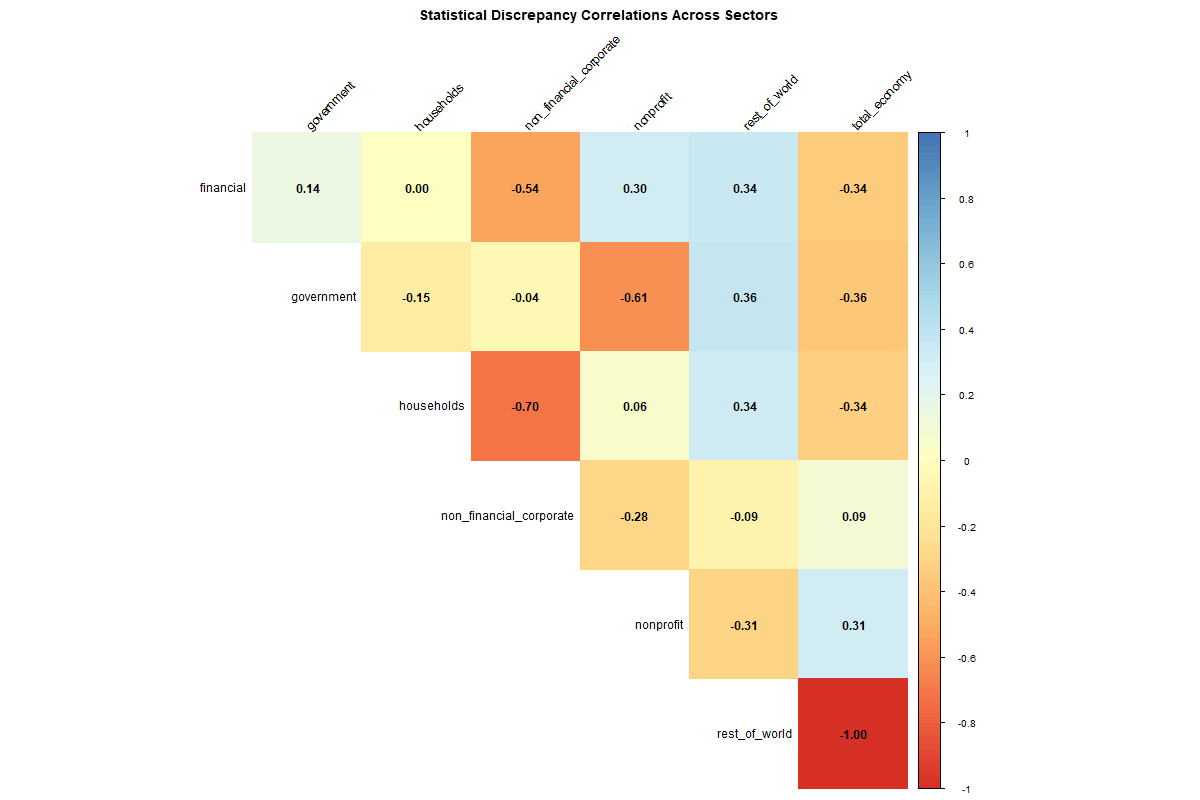 Statistical Discrepancy Correlations Across Sectors
government
households
non_financial_corporate
nonprofit
rest_of_world
total_economy
financial 0.14 0.00 -0.54 0.30 0.34 -0.34
government -0.15 -0.04 -0.61 0.36 -0.36
households -0.70 0.06 0.34 -0.34
non_financial_corporate -0.28 -0.09 0.09
nonprofit -0.31 0.31
rest_of_world -1.00
1
0.8
0.6
0.4
0.2
0
-0.2
-0.4
-0.6
-0.8
-1